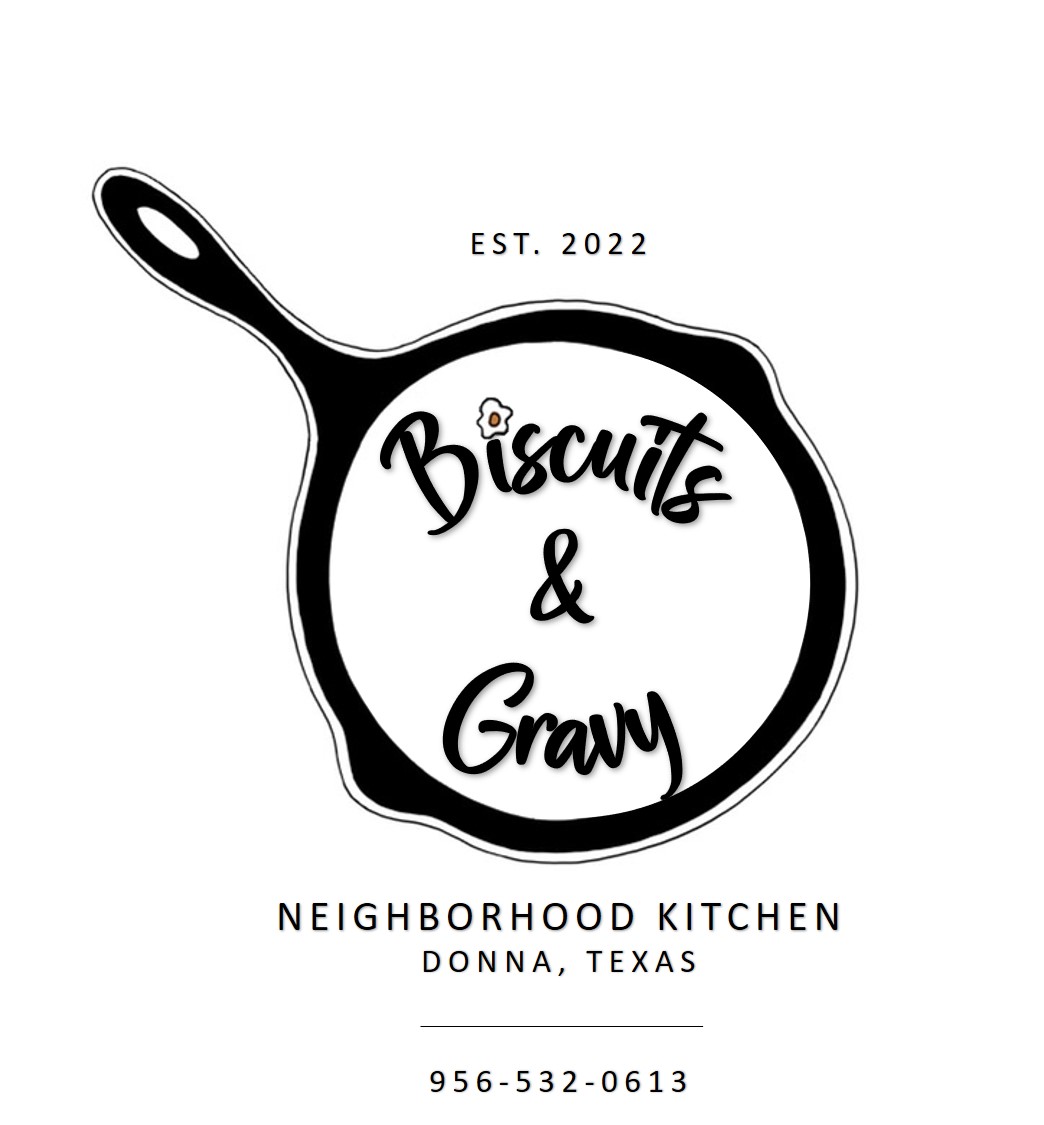 EST. 2022
Biscuits
&
Gravy
NEIGHBORHOOD KITCHEN
DONNA, TEXAS
956-532-0613